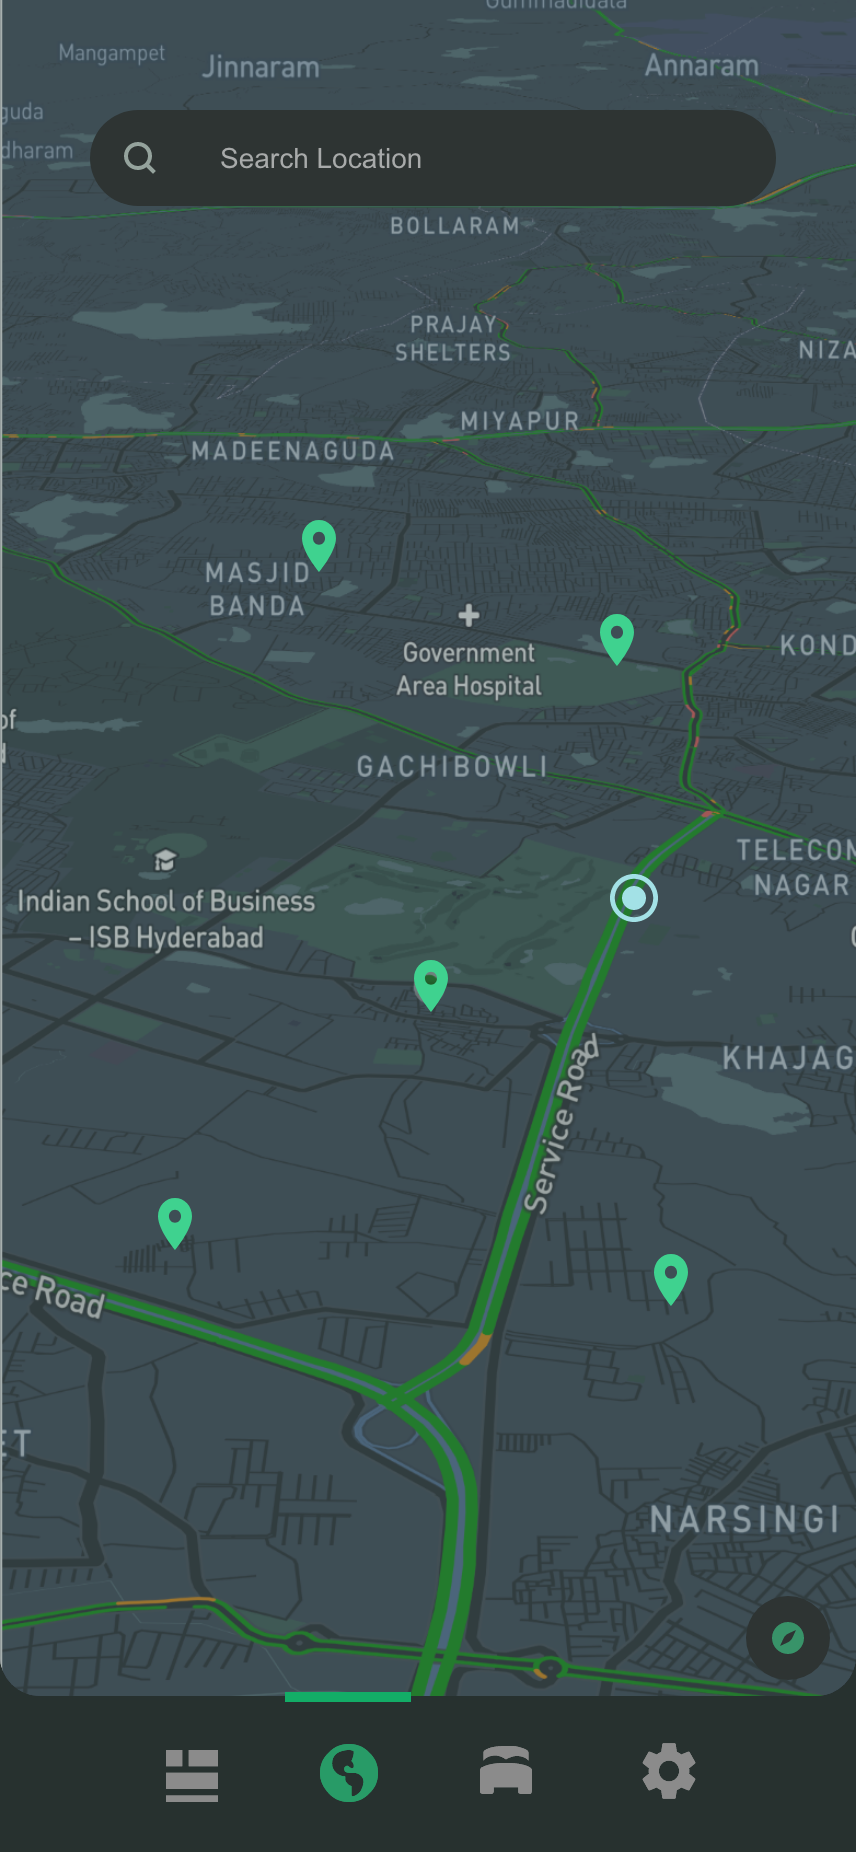 Gummadidala
Mangampet
Jinnaram
Annaram
guda
dharam
Search Location
BOLLARAM
PRAJAY
SHELTERS
NIZA
MIYAPUR
MADEENAGUDA
MASJID
BANDA
Government
Area Hospital
KOND
of
GACHIBOWLI
TELECOM
NAGAR
Indian School of Business
– ISB Hyderabad
KHAJAG
Service Road
ce Road
ET
NARSINGI